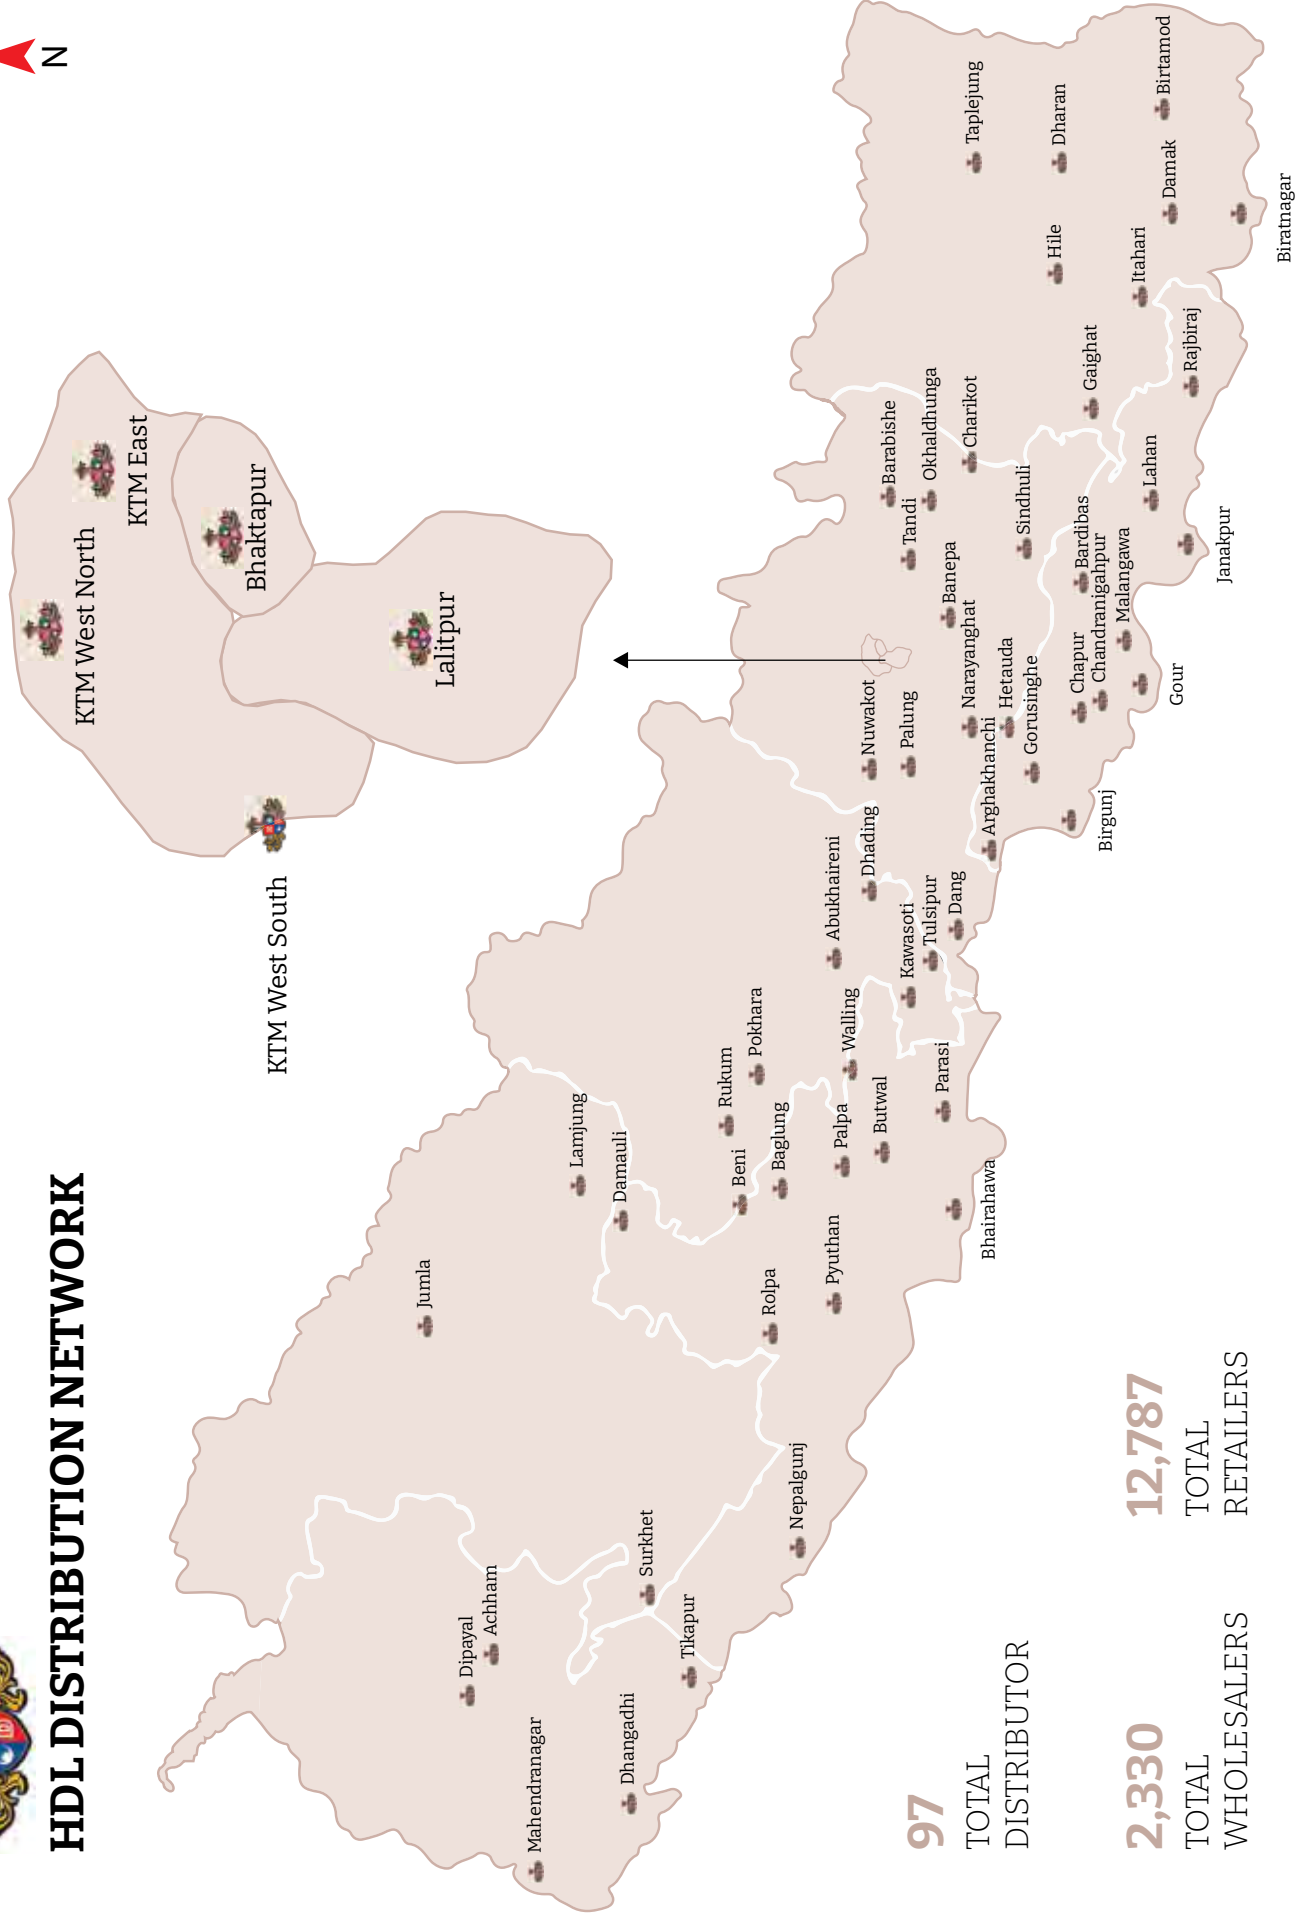 N
HDL DISTRIBUTION NETWORK
KTM West North
KTM East
Bhaktapur
Lalitpur
KTM West South
Mahendranagar
Dhangadhi
Dipayal
Achham
Tikapur
Surkhet
Nepalgunj
Jumla
Rolpa
Pyuthan
Lamjung
Damauli
Beni
Rukum
Baglung
Pokhara
Palpa
Butwal
Bhairahawa
Parasi
Walling
Kawasoti
Tulsipur
Dang
Abukhaireni
Dhading
Arghakhanchi
Nuwakot
Palung
Narayanghat
Hetauda
Gorusinghe
Birgunj
Banepa
Tandi
Barabishe
Okhaldhunga
Charikot
Sindhuli
Chapur
Chandranigahpur
Bardibas
Malangawa
Gour
Janakpur
Lahan
Gaighat
Rajbiraj
Itahari
Hile
Taplejung
Dharan
Damak
Birtamod
Biratnagar
97
TOTAL
DISTRIBUTOR
2,330
TOTAL
WHOLESALERS
12,787
TOTAL
RETAILERS